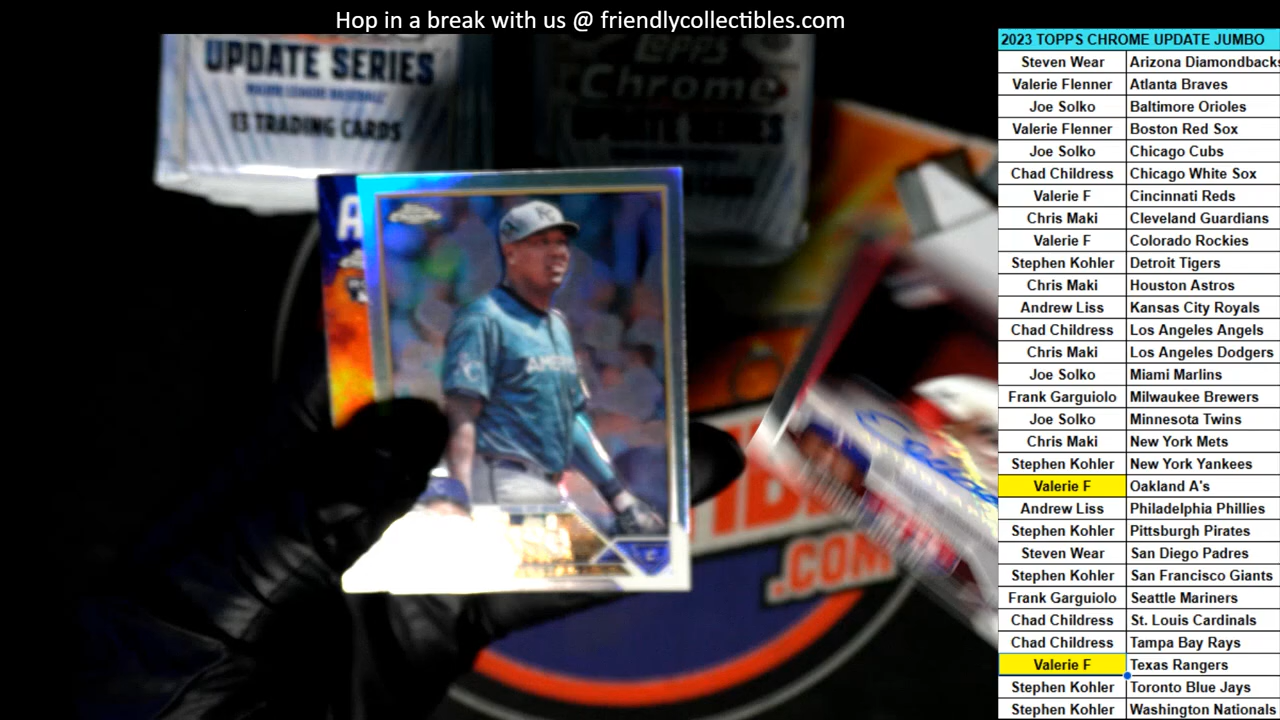 Hop in a break with us @ friendlycollectibles.com
UPDATE SERIES
MAJOR LEAGUE BASEBALL
13 TRADING CARDS
Topps
Chrome
UPDATE SERIES
.COM
2023 TOPPS CHROME UPDATE JUMBO
Steven Wear Arizona Diamondbacks
Valerie Flenner Atlanta Braves
Joe Solko Baltimore Orioles
Valerie Flenner Boston Red Sox
Joe Solko Chicago Cubs
Chad Childress Chicago White Sox
Valerie F Cincinnati Reds
Chris Maki Cleveland Guardians
Valerie F Colorado Rockies
Stephen Kohler Detroit Tigers
Chris Maki Houston Astros
Andrew Liss Kansas City Royals
Chad Childress Los Angeles Angels
Chris Maki Los Angeles Dodgers
Joe Solko Miami Marlins
Frank Garguiolo Milwaukee Brewers
Joe Solko Minnesota Twins
Chris Maki New York Mets
Stephen Kohler New York Yankees
Valerie F Oakland A's
Andrew Liss Philadelphia Phillies
Stephen Kohler Pittsburgh Pirates
Steven Wear San Diego Padres
Stephen Kohler San Francisco Giants
Frank Garguiolo Seattle Mariners
Chad Childress St. Louis Cardinals
Chad Childress Tampa Bay Rays
Valerie F Texas Rangers
Stephen Kohler Toronto Blue Jays
Stephen Kohler Washington Nationals